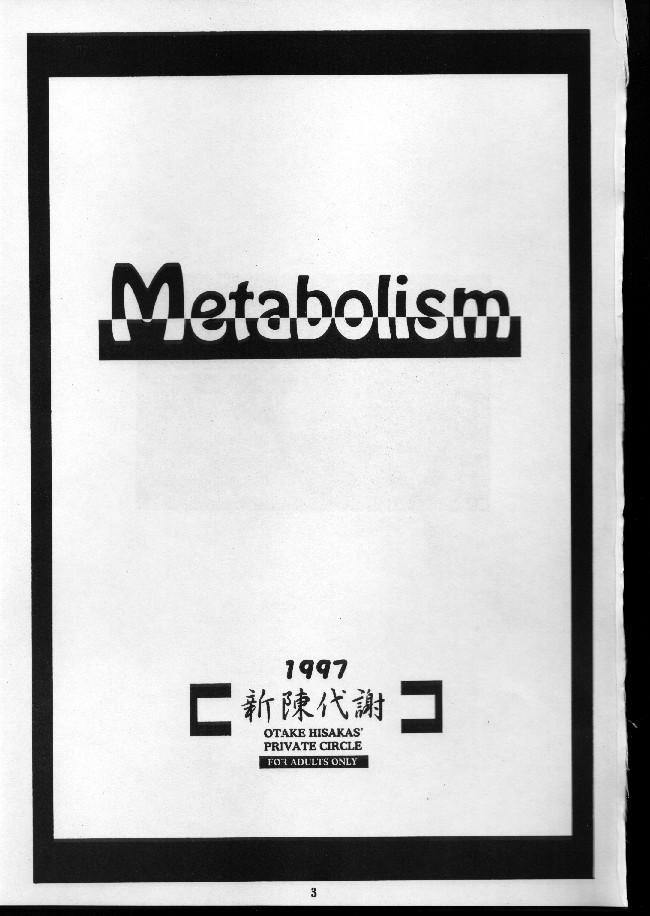 Metabolism
1997
新陳代謝
OTAKE HISAKAS'
PRIVATE CIRCLE
FOR ADULTS ONLY
3